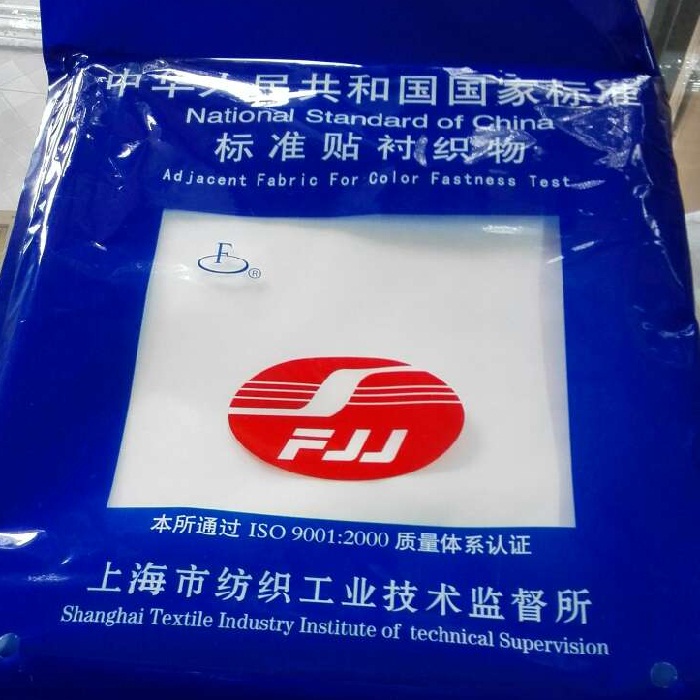 中华人民共和国国家标准
National Standard of China
标准贴衬织物
Adjacent Fabric For Color Fastness Test
F®
FJJ
本所通过 ISO 9001:2000 质量体系认证
上海市纺织工业技术监督所
Shanghai Textile Industry Institute of technical Supervision